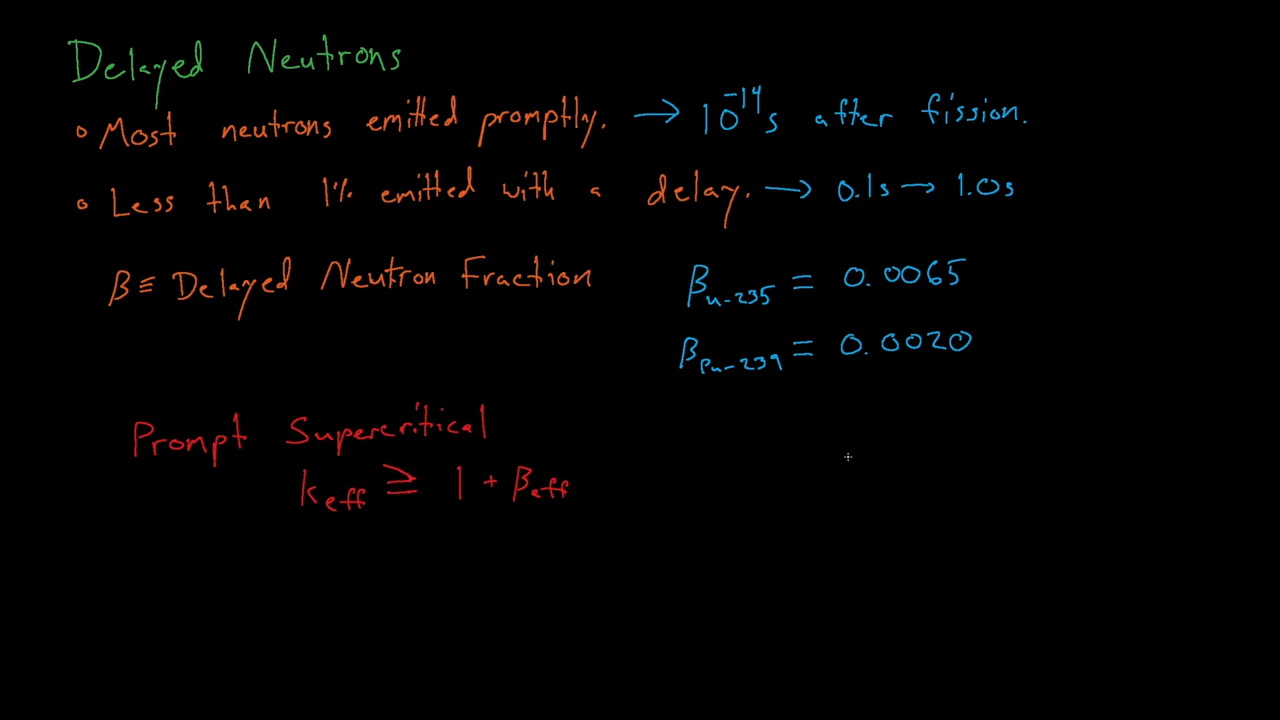 Delayed Neutrons
• Most neutrons emitted promptly. → 10⁻¹⁴s after fission.
• Less than 1% emitted with a delay. → 0.1s → 1.0s
β ≡ Delayed Neutron Fraction
β_u-235 = 0.0065
β_Pu-239 = 0.0020
Prompt Supercritical
k_eff ≥ 1 + β_eff